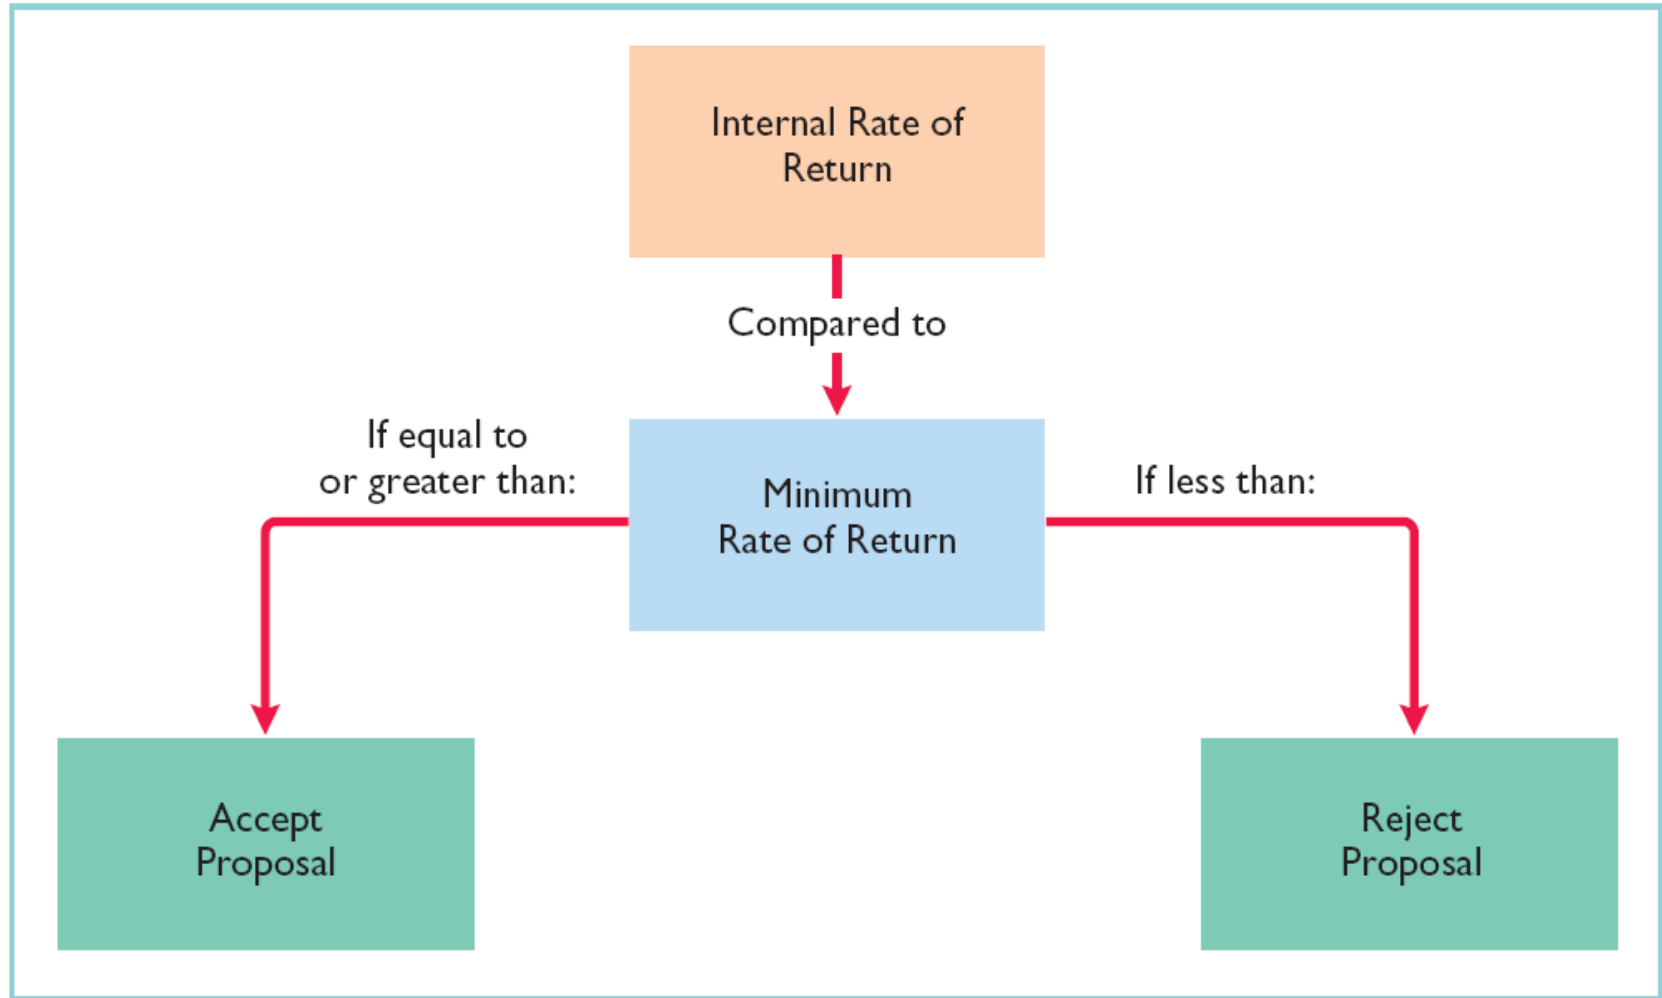 Internal Rate of
Return
Compared to
If equal to
or greater than:
Minimum
Rate of Return
If less than:
Accept
Proposal
Reject
Proposal